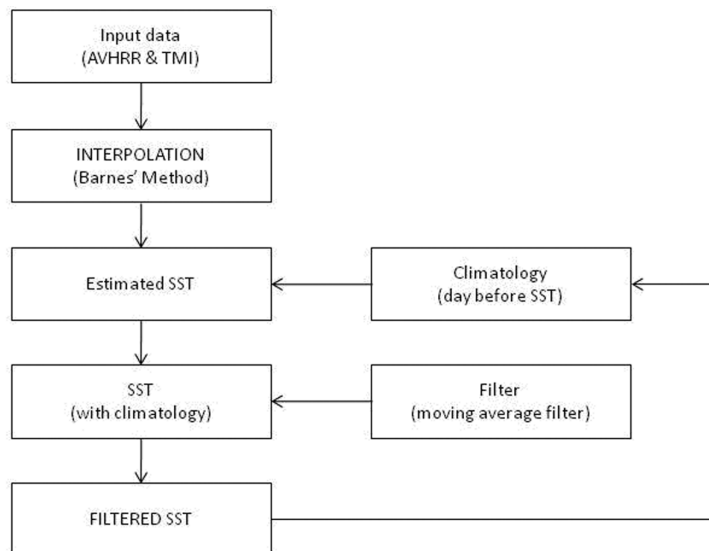 Input data
(AVHRR & TMI)
INTERPOLATION
(Barnes' Method)
Estimated SST
Climatology
(day before SST)
SST
(with climatology)
Filter
(moving average filter)
FILTERED SST